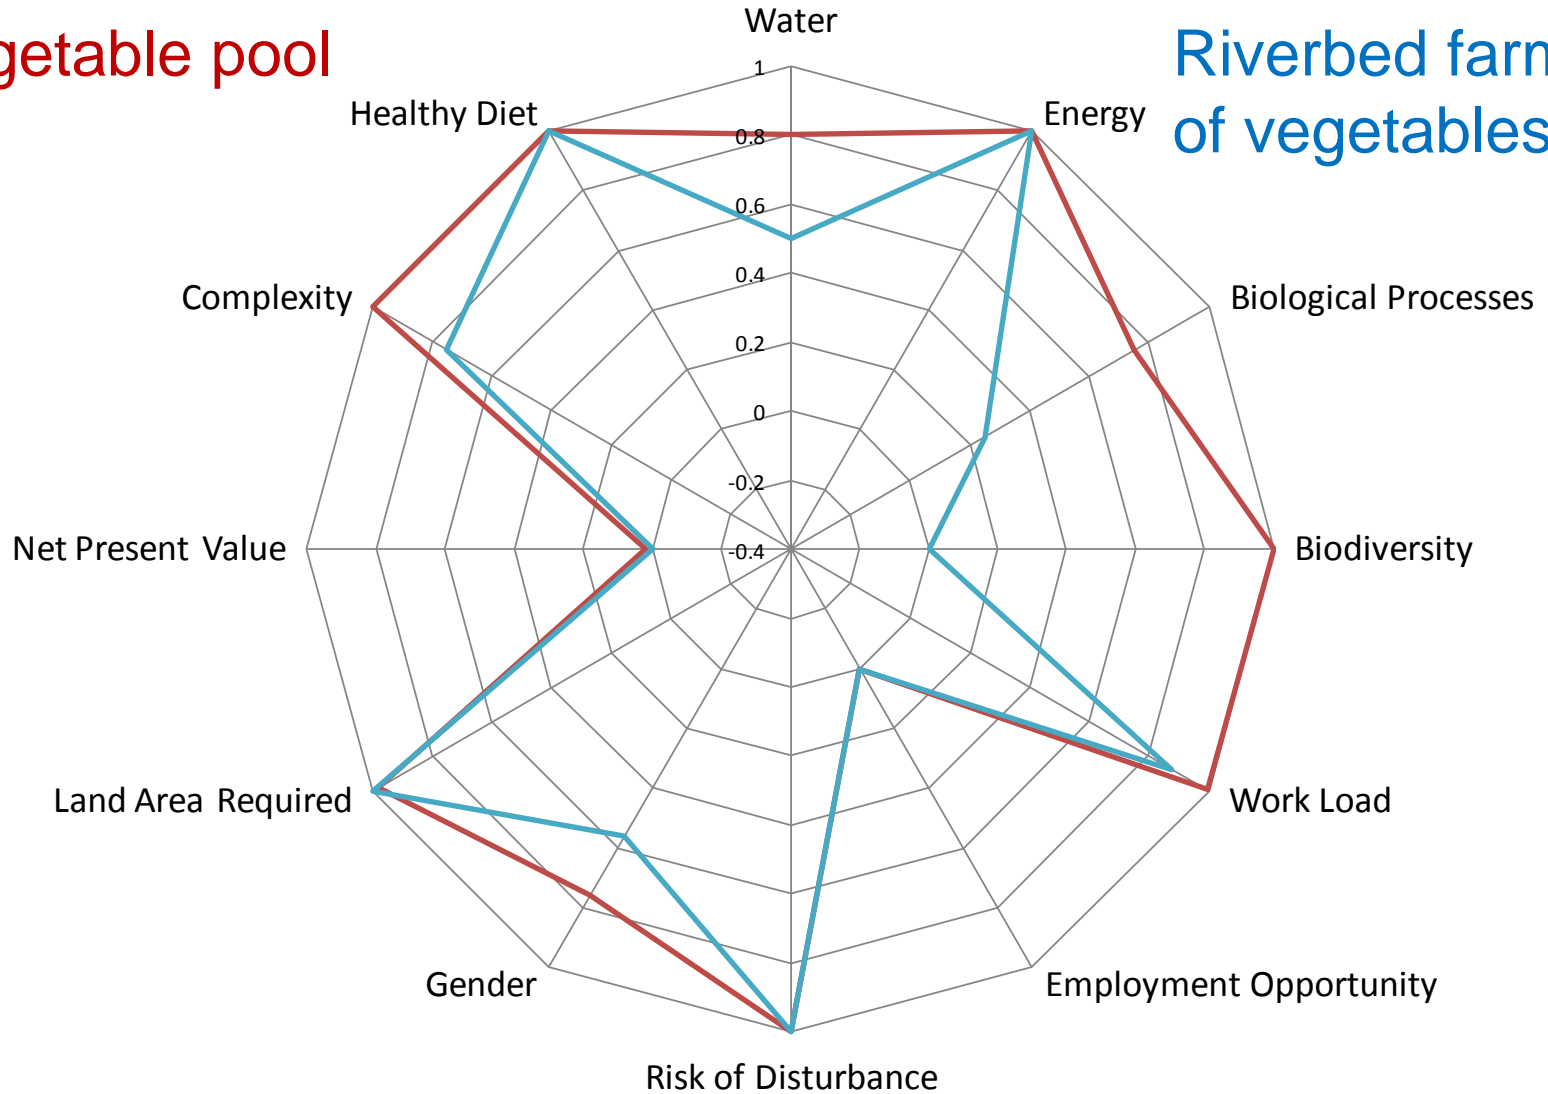 Water
getable pool
Riverbed farm
of vegetables
1
Healthy Diet
Energy
0.8
0.6
0.4
Complexity
Biological Processes
0.2
0
-0.2
Net Present Value
-0.4
Biodiversity
Land Area Required
Work Load
Gender
Employment Opportunity
Risk of Disturbance